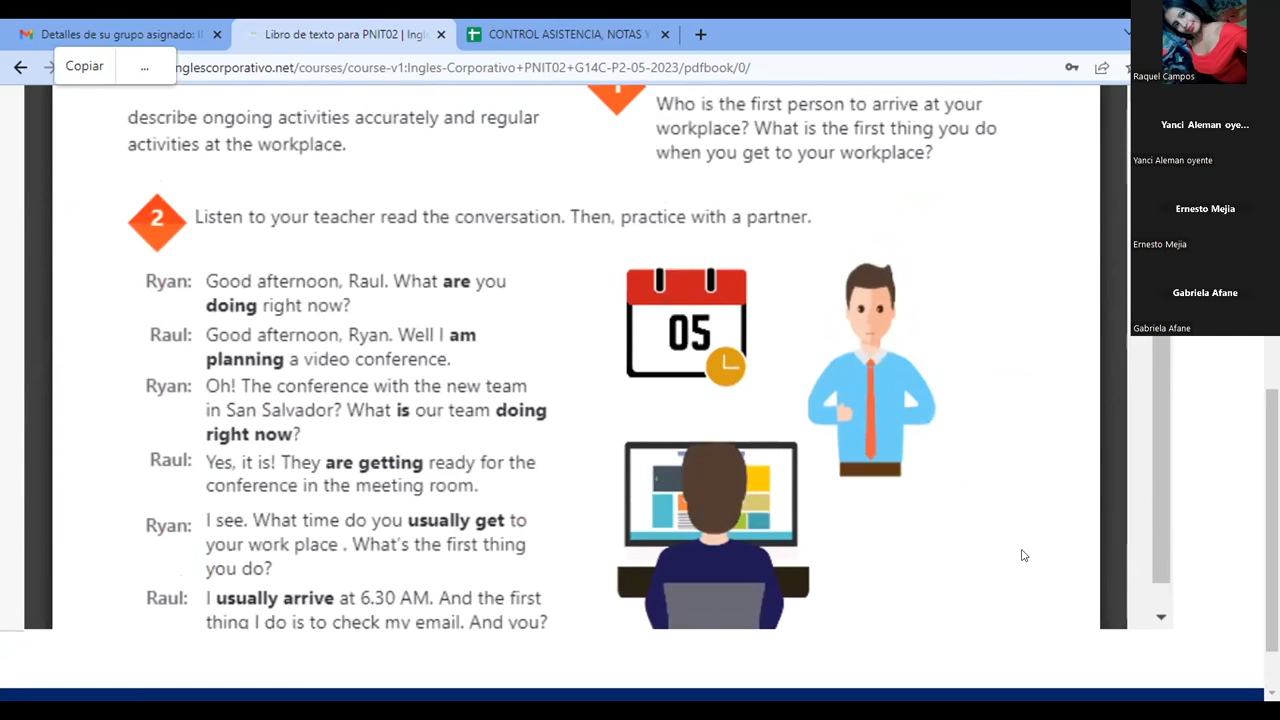 Detalles de su grupo asignado: I
Libro de texto para PNIT02 | Ingl
CONTROL ASISTENCIA, NOTAS Y
Copiar
...
nglescorporativo.net/courses/course-v1:Ingles-Corporativo+PNIT02+G14C-P2-05-2023/pdfbook/0/
describe ongoing activities accurately and regular
activities at the workplace.
1
Who is the first person to arrive at your
workplace? What is the first thing you do
when you get to your workplace?
2
Listen to your teacher read the conversation. Then, practice with a partner.
Ryan: Good afternoon, Raul. What are you
doing right now?
Raul: Good afternoon, Ryan. Well I am
planning a video conference.
Ryan: Oh! The conference with the new team
in San Salvador? What is our team doing
right now?
Raul: Yes, it is! They are getting ready for the
conference in the meeting room.
Ryan: I see. What time do you usually get to
your work place . What's the first thing
you do?
Raul: I usually arrive at 6.30 AM. And the first
thing I do is to check my email. And you?
05
Raquel Campos
Yanci Aleman oye...
Yanci Aleman oyente
Ernesto Mejia
Ernesto Mejia
Gabriela Afane
Gabriela Afane